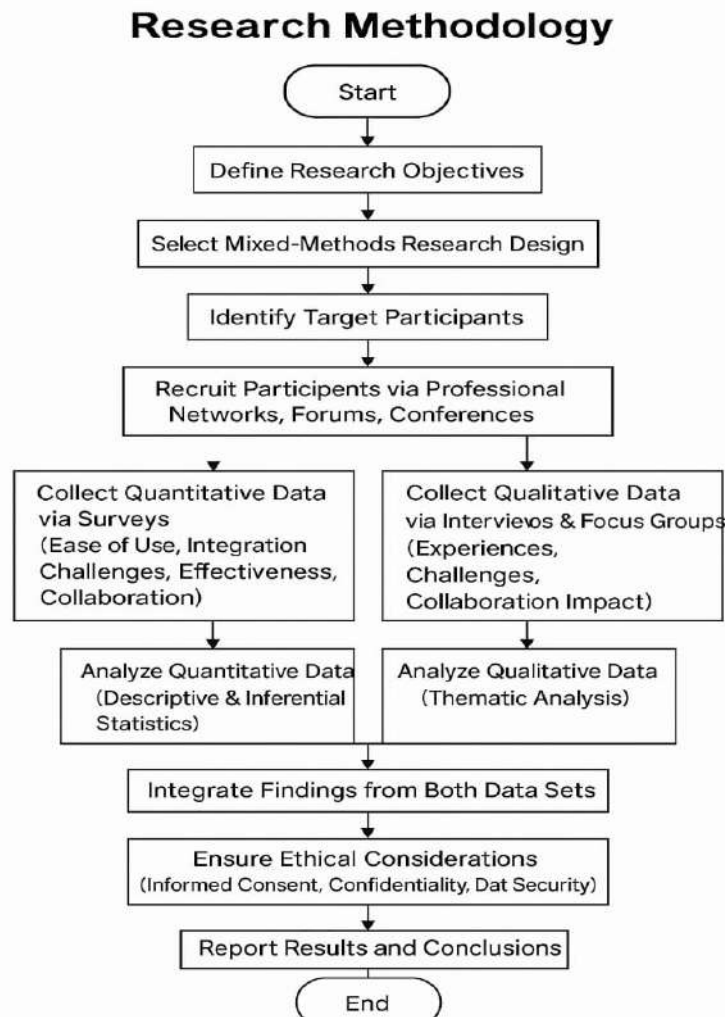 Research Methodology
Start
Define Research Objectives
Select Mixed-Methods Research Design
Identify Target Participants
Recruit Participents via Professional
Networks, Forums, Conferences
Collect Quantitative Data
via Surveys
(Ease of Use, Integration
Challenges, Effectiveness,
Collaboration)
Collect Qualitative Data
via Intervievos & Focus Groups
(Experiences,
Challenges,
Collaboration Impact)
Analyze Quantitative Data
(Descriptive & Inferential
Statistics)
Analyze Qualitative Data
(Thematic Analysis)
Integrate Findings from Both Data Sets
Ensure Ethical Considerations
(Informed Consent, Confidentiality, Dat Security)
Report Results and Conclusions
End